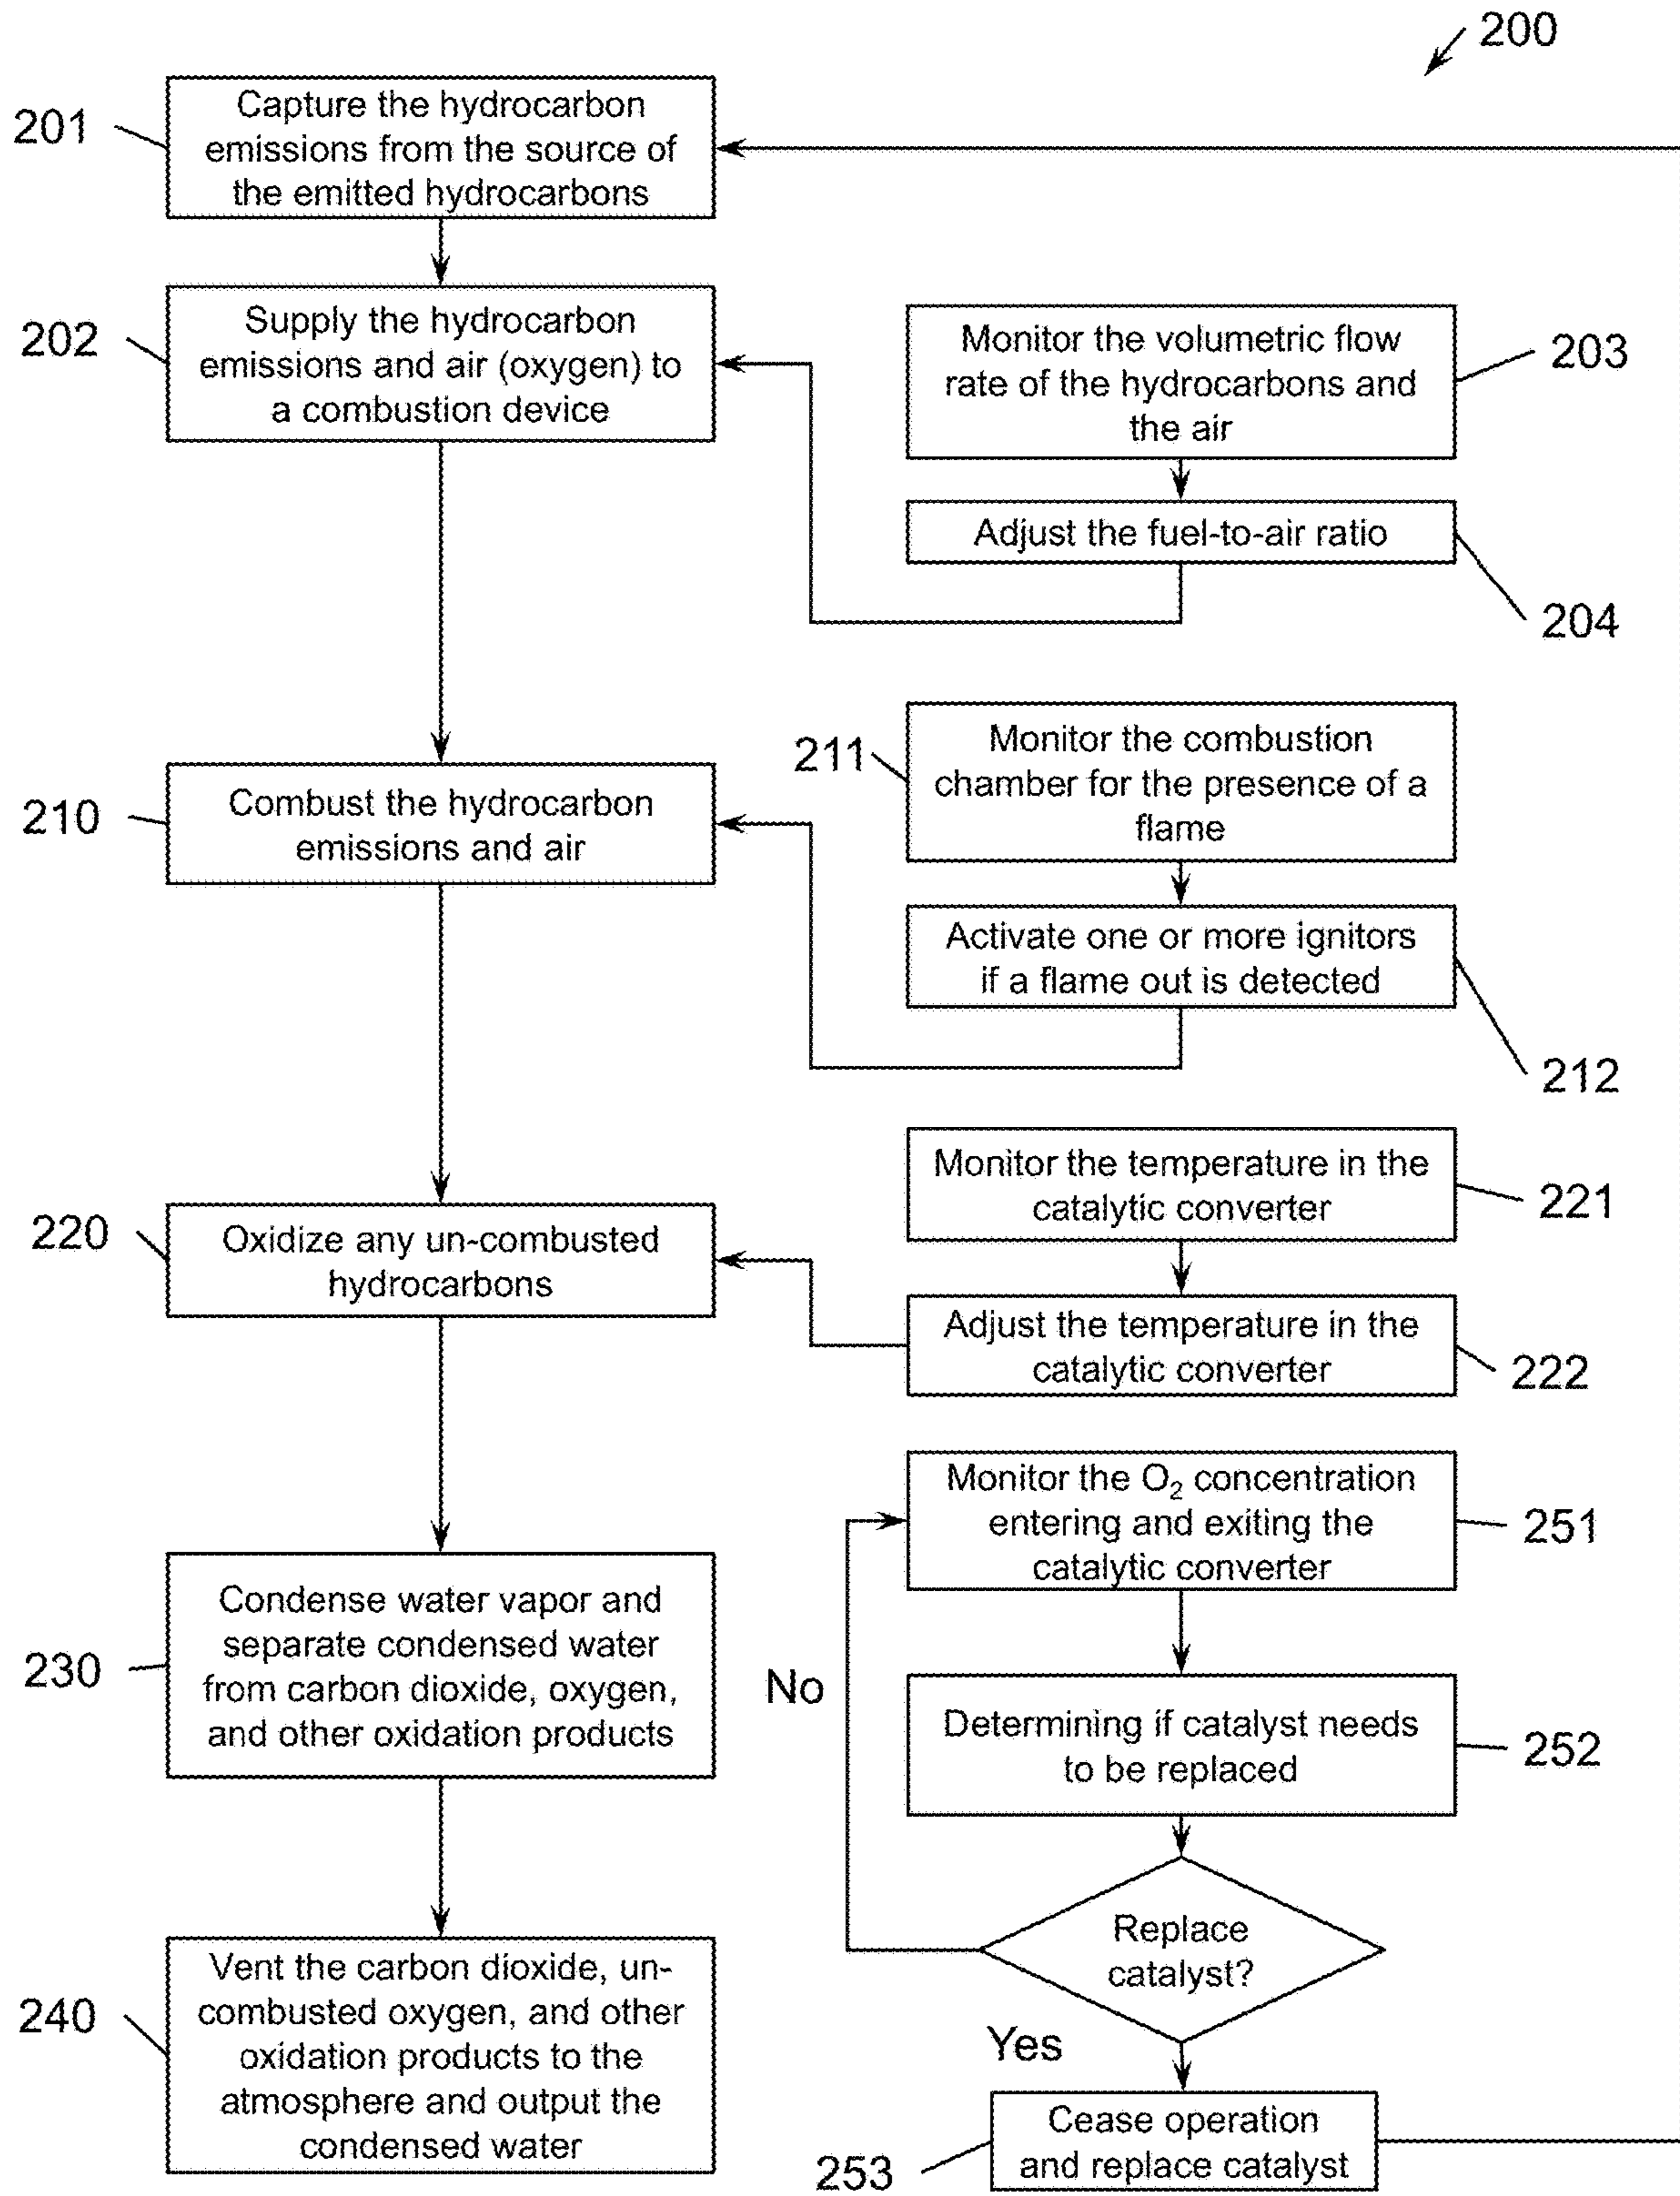 200
201
Capture the hydrocarbon
emissions from the source of
the emitted hydrocarbons
202
Supply the hydrocarbon
emissions and air (oxygen) to
a combustion device
Monitor the volumetric flow
rate of the hydrocarbons and
the air
203
Adjust the fuel-to-air ratio
204
210
Combust the hydrocarbon
emissions and air
211
Monitor the combustion
chamber for the presence of a
flame
Activate one or more ignitors
if a flame out is detected
212
220
Oxidize any un-combusted
hydrocarbons
Monitor the temperature in the
catalytic converter
221
Adjust the temperature in the
catalytic converter
222
230
Condense water vapor and
separate condensed water
from carbon dioxide, oxygen,
and other oxidation products
Monitor the O₂ concentration
entering and exiting the
catalytic converter
251
No
Determining if catalyst needs
to be replaced
252
240
Vent the carbon dioxide, un-
combusted oxygen, and other
oxidation products to the
atmosphere and output the
condensed water
Replace
catalyst?
Yes
253
Cease operation
and replace catalyst